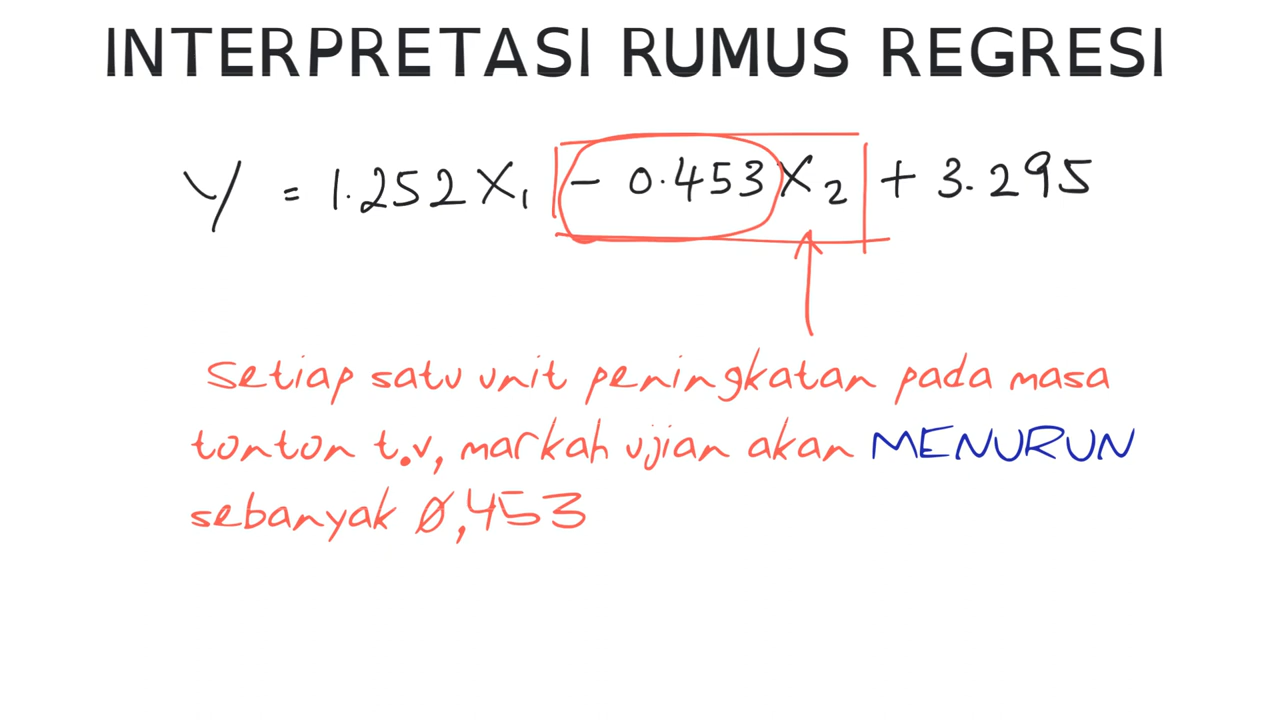 INTERPRETASI RUMUS REGRESI
Y = 1.252X₁ - 0.453X₂ + 3.295
Setiap satu unit peningkatan pada masa
tonton t.v, markah ujian akan MENURUN
sebanyak 0,453